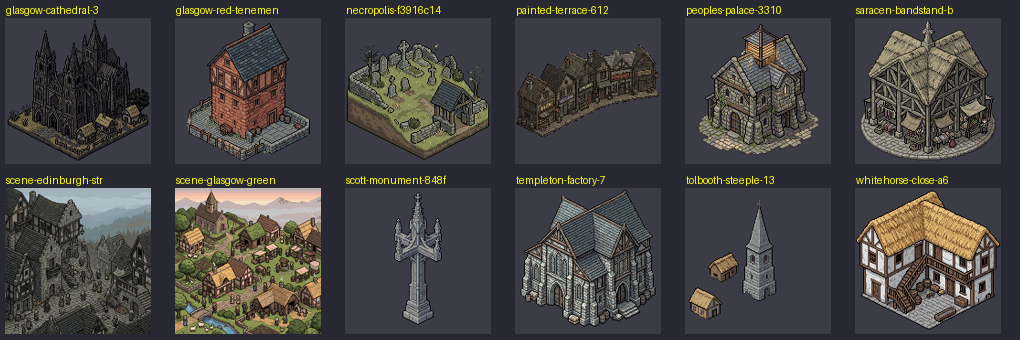 glasgow-cathedral-3
glasgow-red-tenemen
necropolis-f3916c14
painted-terrace-612
peoples-palace-3310
saracen-bandstand-b
scene-edinburgh-str
scene-glasgow-green
scott-monument-848f
templeton-factory-7
tolbooth-steeple-13
whitehorse-close-a6